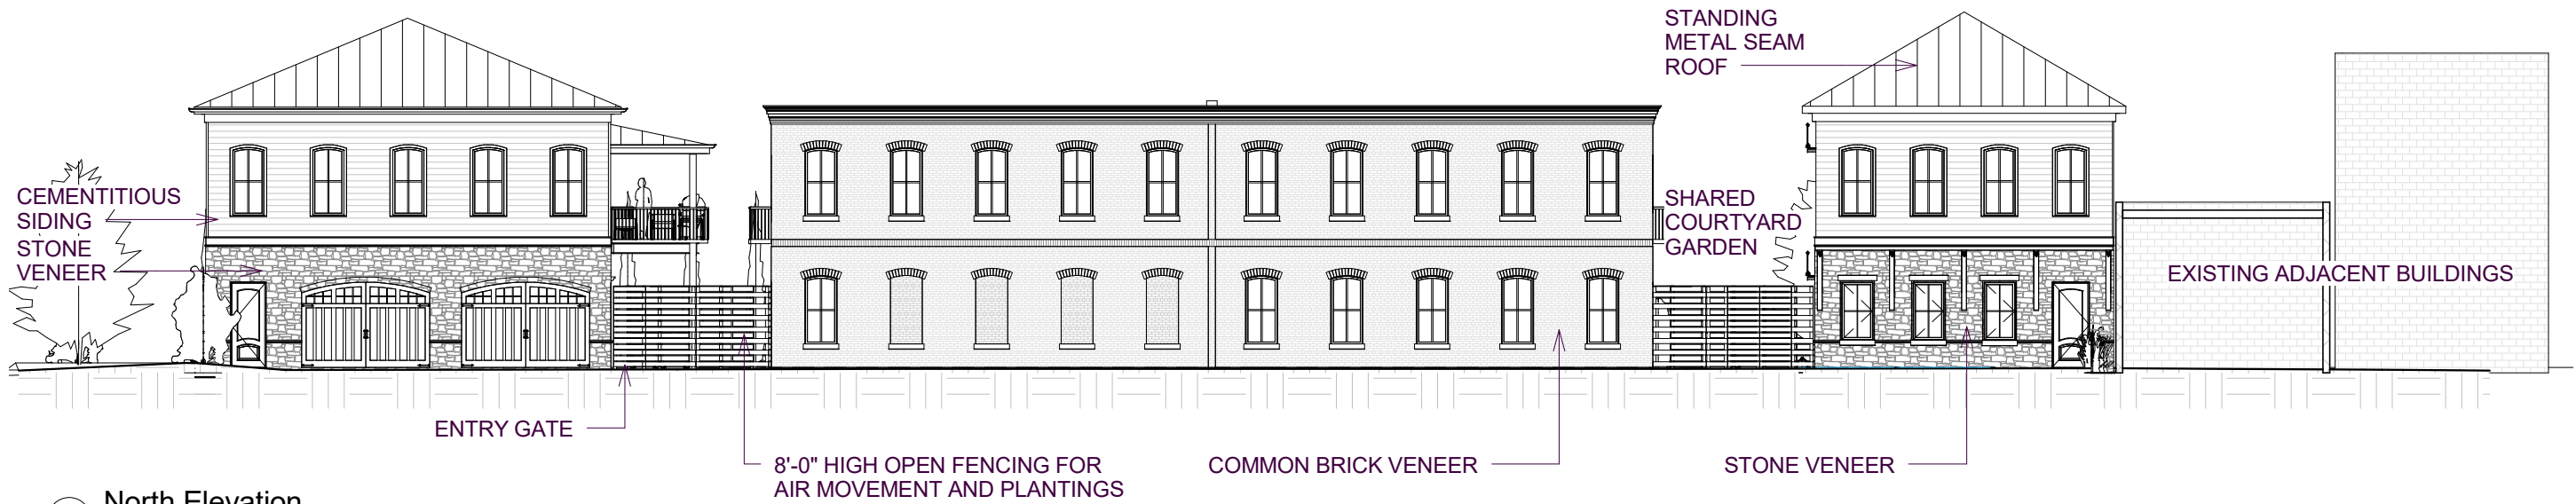 STANDING
METAL SEAM
ROOF
CEMENTITIOUS
SIDING
STONE
VENEER
SHARED
COURTYARD
GARDEN
EXISTING ADJACENT BUILDINGS
ENTRY GATE
8'-0" HIGH OPEN FENCING FOR
AIR MOVEMENT AND PLANTINGS
COMMON BRICK VENEER
STONE VENEER
North Elevation